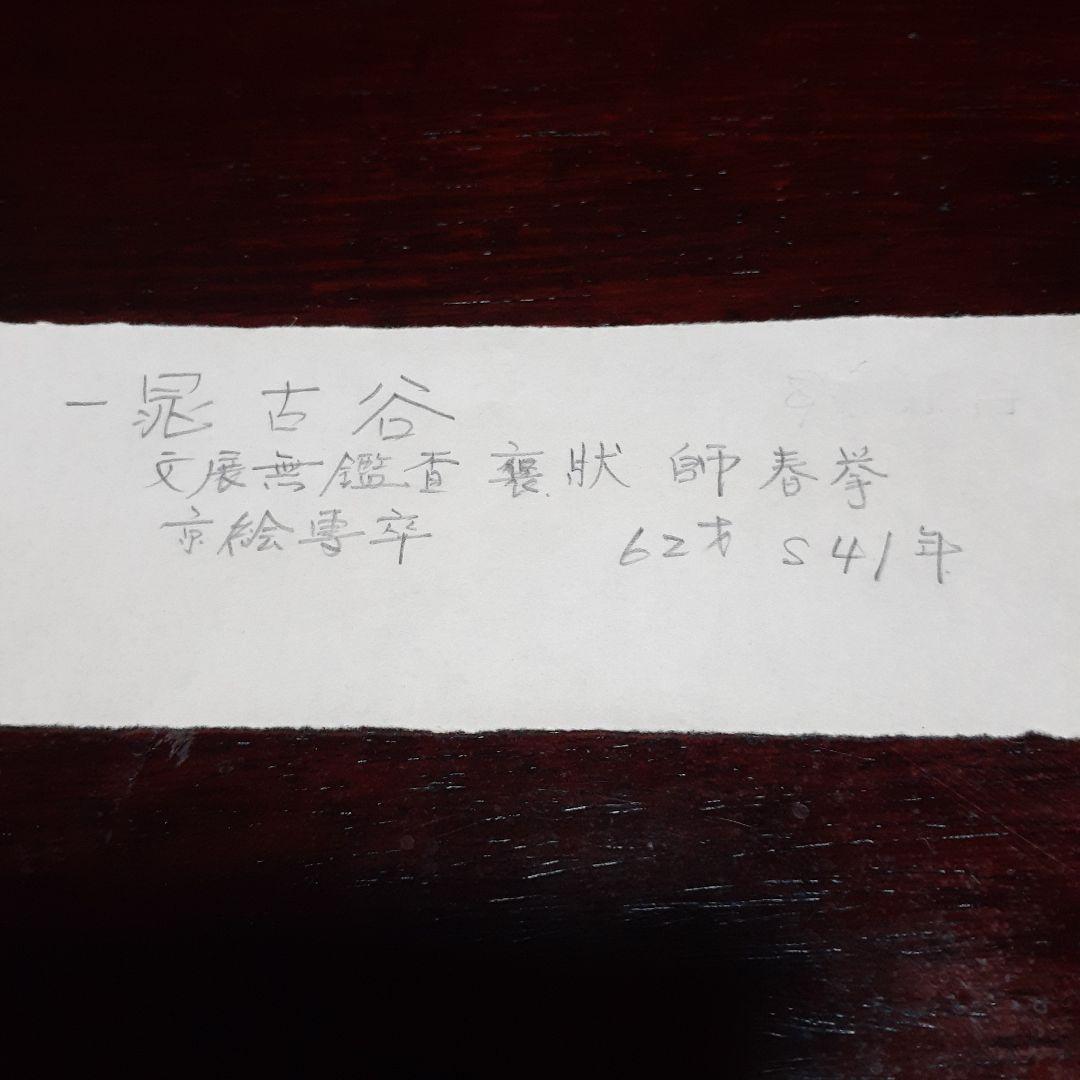 一晁 古谷
文展無鑑査 褒状 師春挙
京絵専卒 62才 S41年